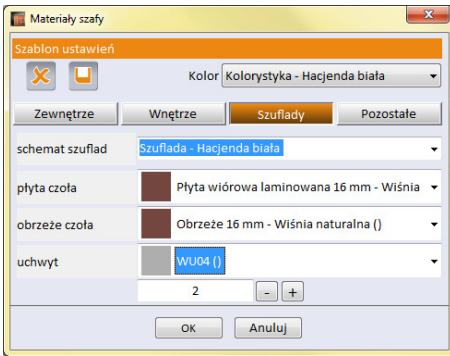 Materiały szafy
Szablon ustawień
Kolor Kolorystyka - Hacjenda biała
Zewnętrze Wnętrze Szuflady Pozostałe
schemat szuflad Szuflada - Hacjenda biała
płyta czoła Płyta wiórowa laminowana 16 mm - Wiśnia
obrzeże czoła Obrzeże 16 mm - Wiśnia naturalna ()
uchwyt WU04 ()
2 - +
OK Anuluj